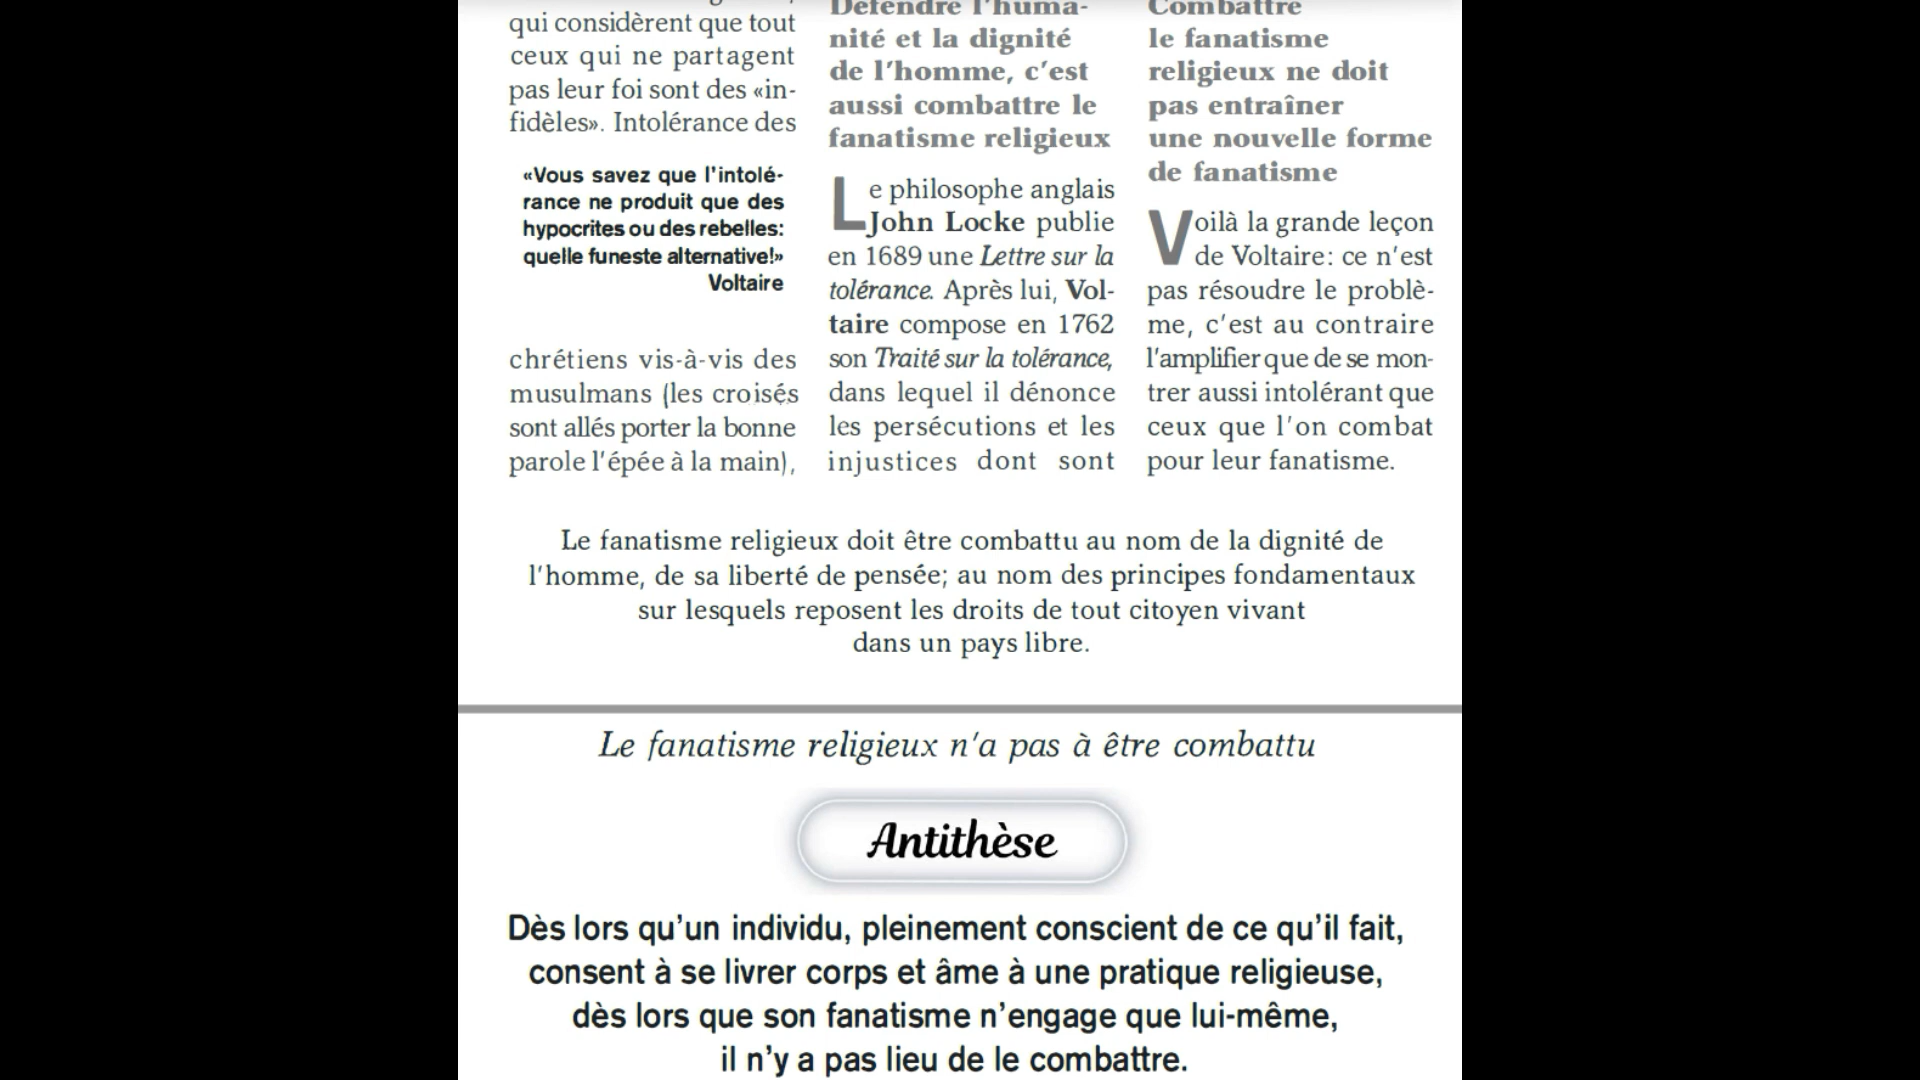 qui considèrent que tout
ceux qui ne partagent
pas leur foi sont des «in-
fidèles». Intolérance des
«Vous savez que l'intolé-
rance ne produit que des
hypocrites ou des rebelles:
quelle funeste alternative!»
Voltaire
chrétiens vis-à-vis des
musulmans (les croisés
sont allés porter la bonne
parole l'épée à la main),
Défendre l'huma-
nité et la dignité
de l'homme, c'est
aussi combattre le
fanatisme religieux
Le philosophe anglais
John Locke publie
en 1689 une Lettre sur la
tolérance. Après lui, Vol-
taire compose en 1762
son Traité sur la tolérance,
dans lequel il dénonce
les persécutions et les
injustices dont sont
Combattre
le fanatisme
religieux ne doit
pas entraîner
une nouvelle forme
de fanatisme
Voilà la grande leçon
de Voltaire: ce n'est
pas résoudre le problè-
me, c'est au contraire
l'amplifier que de se mon-
trer aussi intolérant que
ceux que l'on combat
pour leur fanatisme.
Le fanatisme religieux doit être combattu au nom de la dignité de
l'homme, de sa liberté de pensée; au nom des principes fondamentaux
sur lesquels reposent les droits de tout citoyen vivant
dans un pays libre.
Le fanatisme religieux n'a pas à être combattu
Antithèse
Dès lors qu'un individu, pleinement conscient de ce qu'il fait,
consent à se livrer corps et âme à une pratique religieuse,
dès lors que son fanatisme n'engage que lui-même,
il n'y a pas lieu de le combattre.